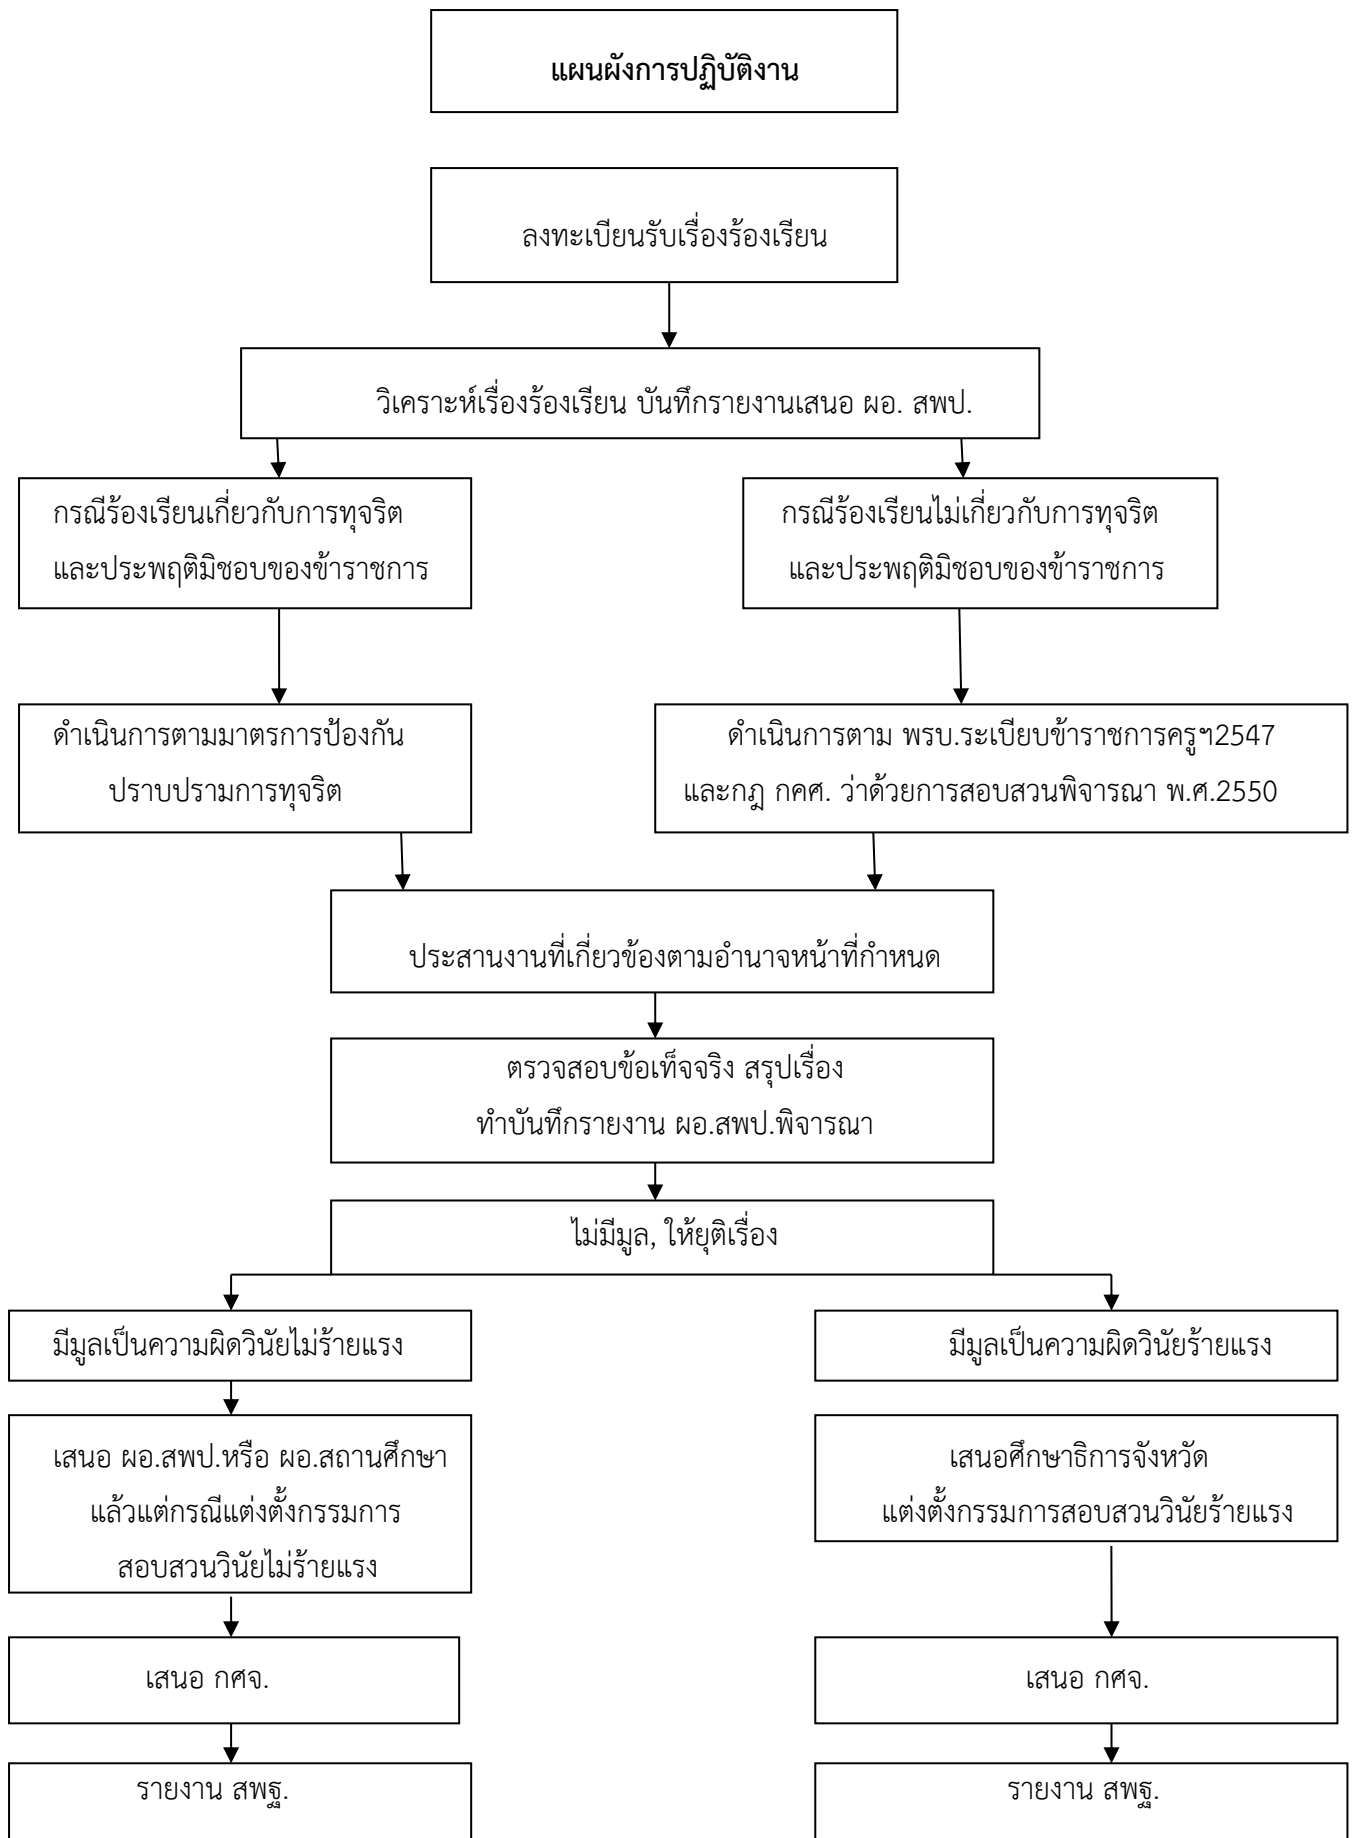 แผนผังการปฏิบัติงาน
ลงทะเบียนรับเรื่องร้องเรียน
วิเคราะห์เรื่องร้องเรียน บันทึกรายงานเสนอ ผอ. สพป.
กรณีร้องเรียนเกี่ยวกับการทุจริต
และประพฤติมิชอบของข้าราชการ
กรณีร้องเรียนไม่เกี่ยวกับการทุจริต
และประพฤติมิชอบของข้าราชการ
ดำเนินการตามมาตรการป้องกัน
ปราบปรามการทุจริต
ดำเนินการตาม พรบ.ระเบียบข้าราชการครูฯ2547
และกฎ กคศ. ว่าด้วยการสอบสวนพิจารณา พ.ศ.2550
ประสานงานที่เกี่ยวข้องตามอำนาจหน้าที่กำหนด
ตรวจสอบข้อเท็จจริง สรุปเรื่อง
ทำบันทึกรายงาน ผอ.สพป.พิจารณา
ไม่มีมูล, ให้ยุติเรื่อง
มีมูลเป็นความผิดวินัยไม่ร้ายแรง
มีมูลเป็นความผิดวินัยร้ายแรง
เสนอ ผอ.สพป.หรือ ผอ.สถานศึกษา
แล้วแต่กรณีแต่งตั้งกรรมการ
สอบสวนวินัยไม่ร้ายแรง
เสนอศึกษาธิการจังหวัด
แต่งตั้งกรรมการสอบสวนวินัยร้ายแรง
เสนอ กศจ.
เสนอ กศจ.
รายงาน สพฐ.
รายงาน สพฐ.